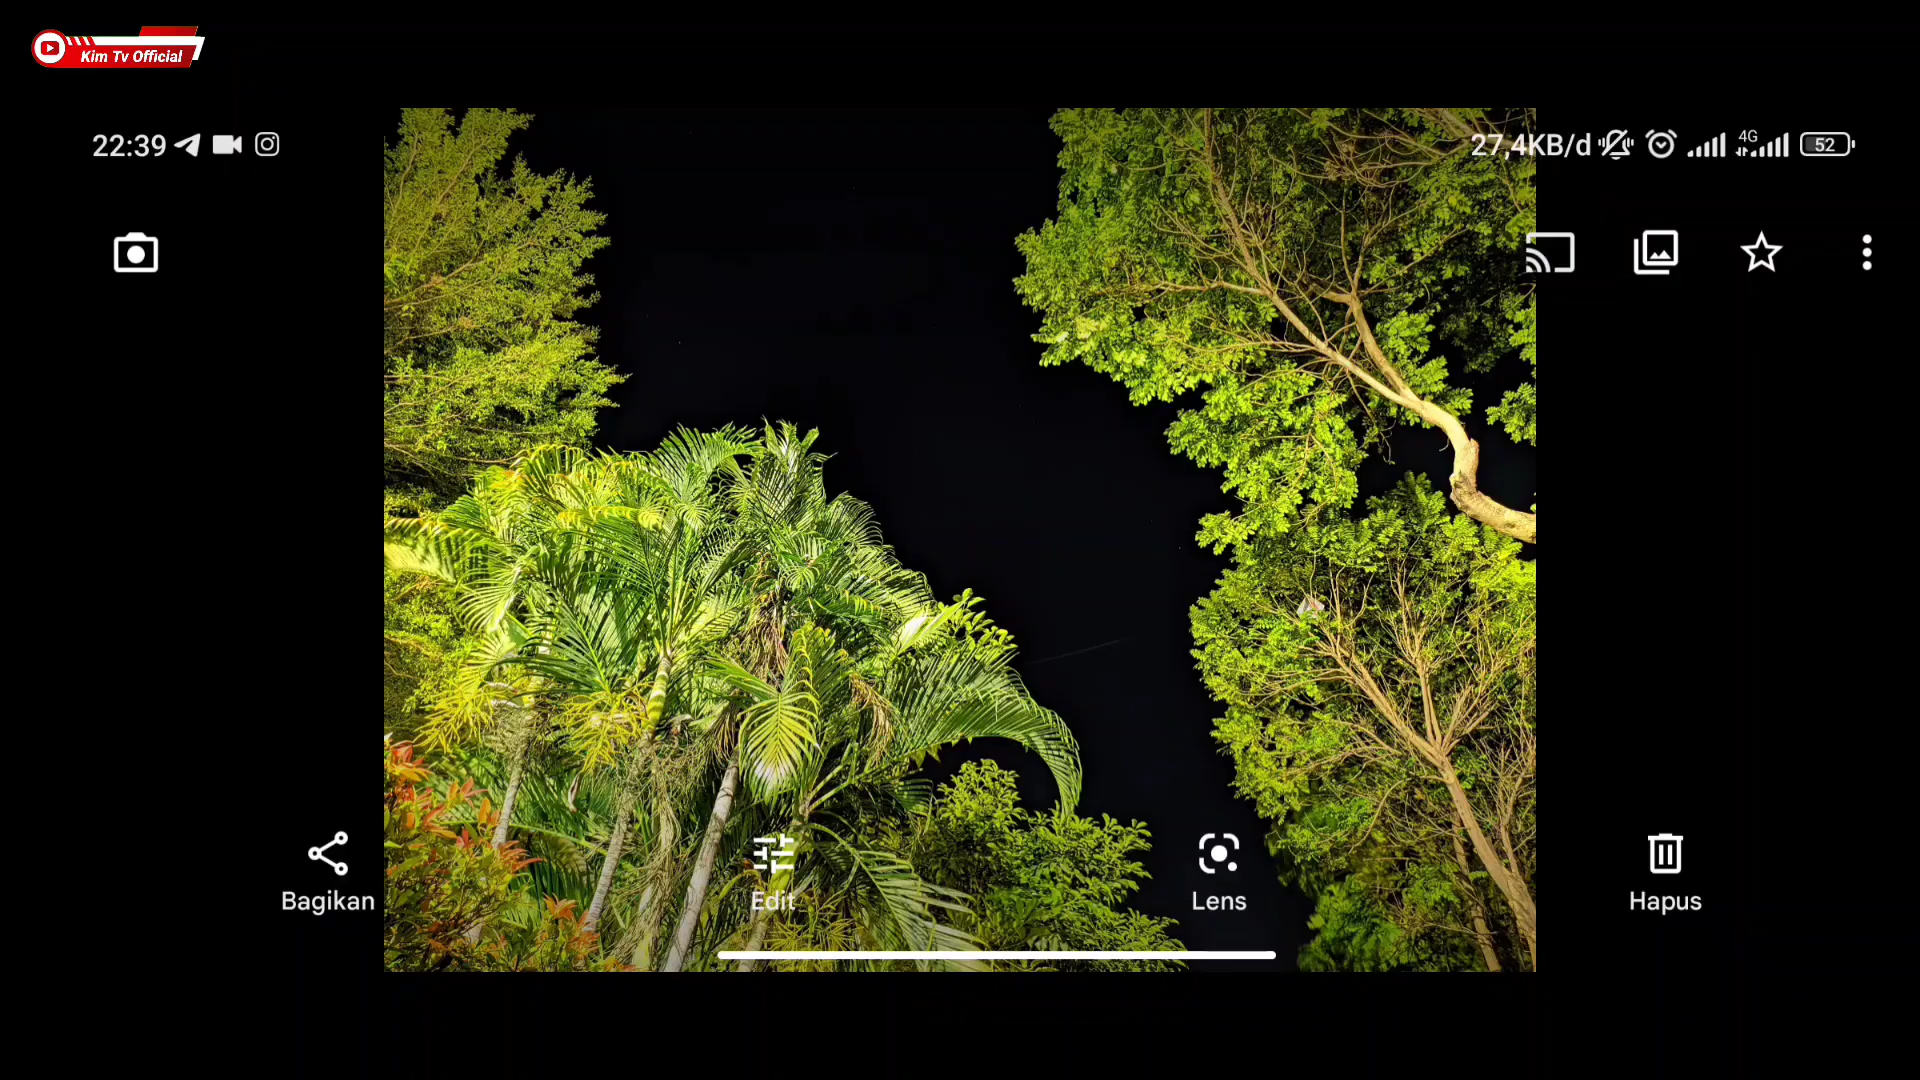 Kim Tv Official
22:39
27,4KB/d
4G
52
Bagikan
Edit
Lens
Hapus